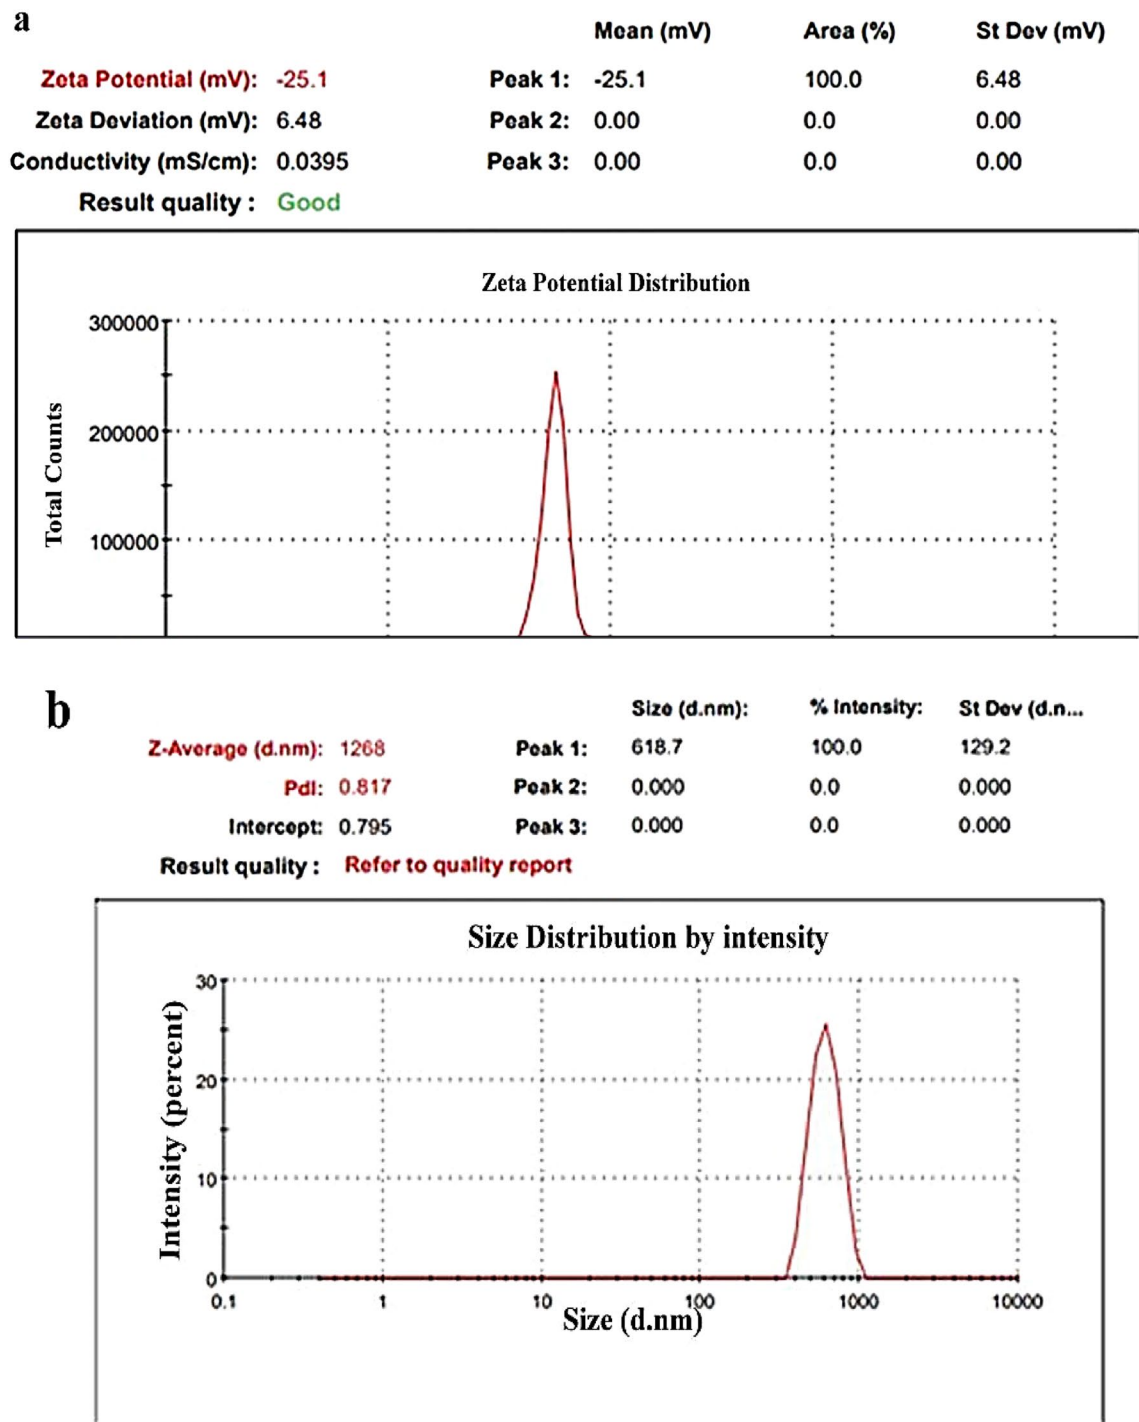 a
Mean (mV) Area (%) St Dev (mV)
Zeta Potential (mV): -25.1 Peak 1: -25.1 100.0 6.48
Zeta Deviation (mV): 6.48 Peak 2: 0.00 0.0 0.00
Conductivity (mS/cm): 0.0395 Peak 3: 0.00 0.0 0.00
Result quality : Good
Zeta Potential Distribution
300000
200000
100000
Total Counts
b
Size (d.nm): % Intensity: St Dev (d.n...
Z-Average (d.nm): 1268 Peak 1: 618.7 100.0 129.2
PdI: 0.817 Peak 2: 0.000 0.0 0.000
Intercept: 0.795 Peak 3: 0.000 0.0 0.000
Result quality : Refer to quality report
Size Distribution by intensity
30
20
10
0
Intensity (percent)
0.1 1 10 100 1000 10000
Size (d.nm)